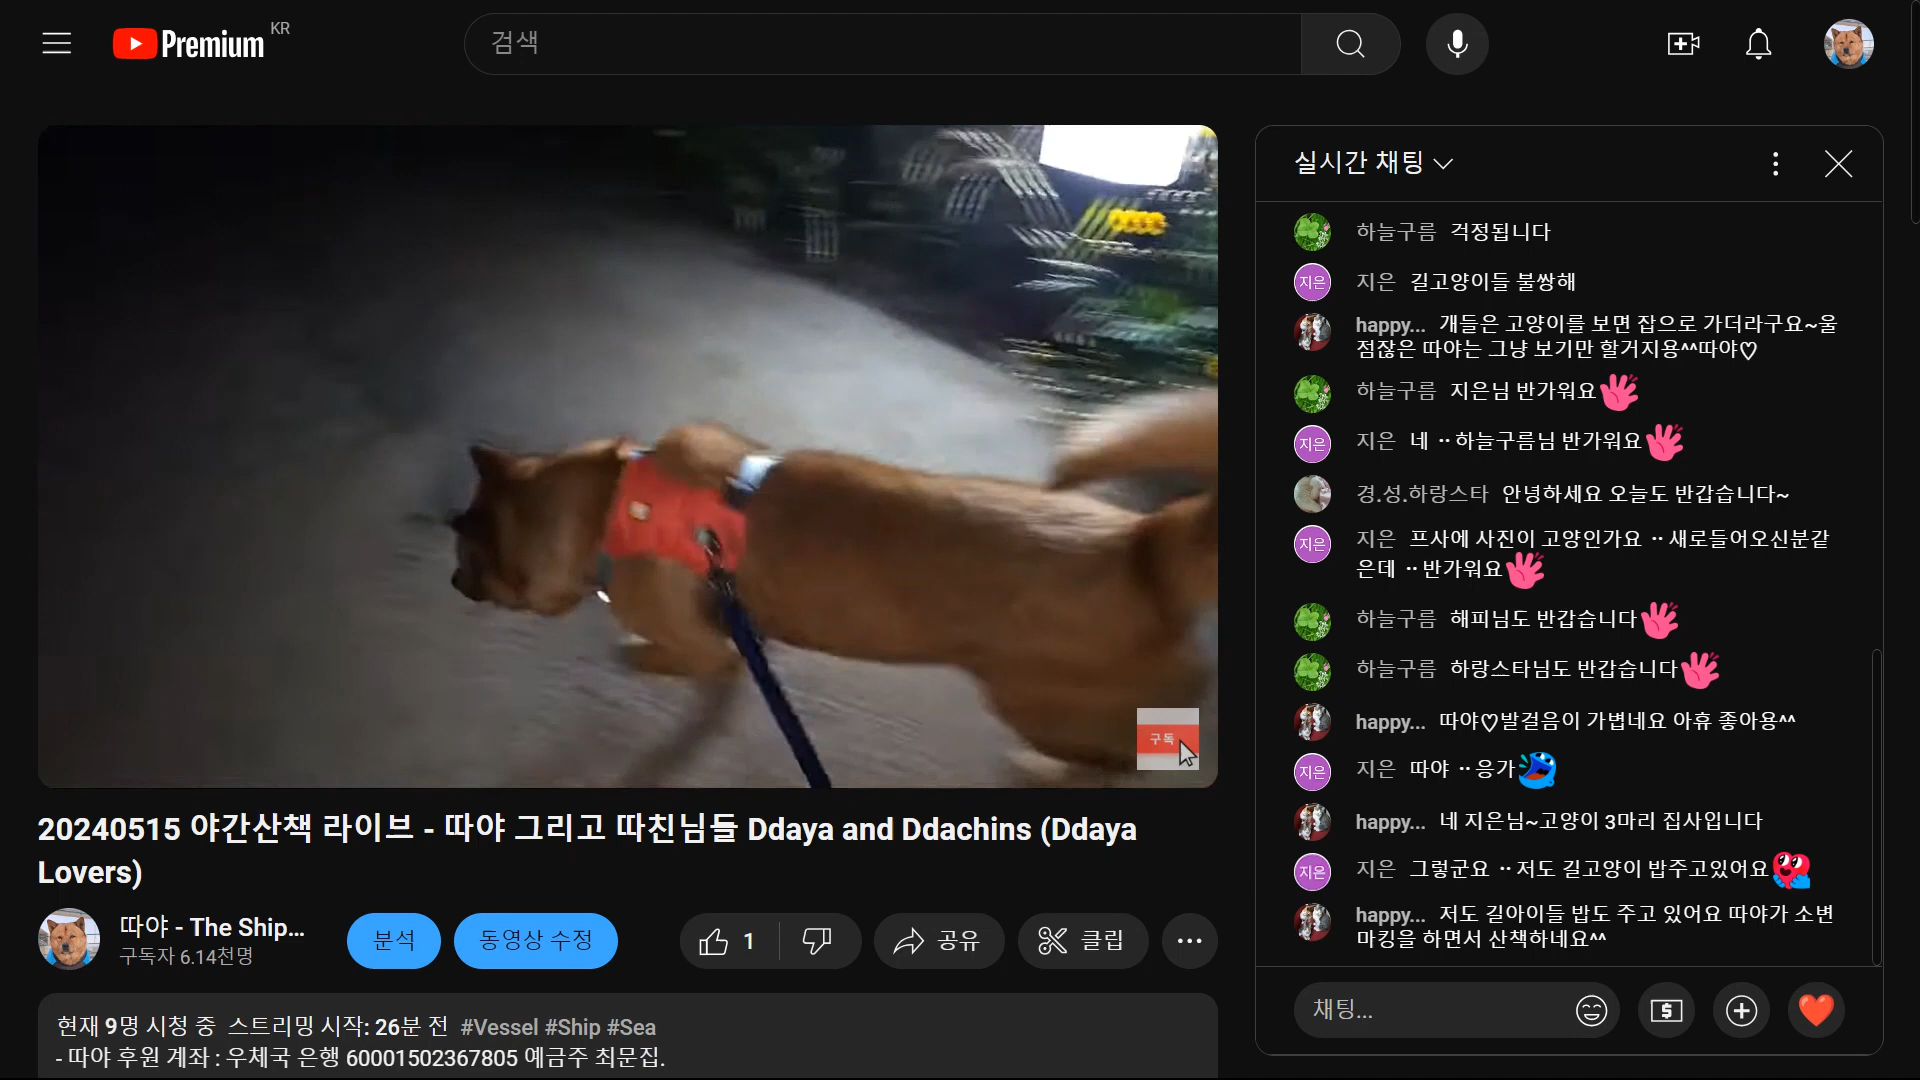 Premium KR
검색
실시간 채팅
하늘구름 걱정됩니다
지은
지은 길고양이들 불쌍해
happy... 개들은 고양이를 보면 잡으로 가더라구요~울
점잖은 따야는 그냥 보기만 할거지용^^따야♡
하늘구름 지은님 반가워요
지은
지은 네 ··하늘구름님 반가워요
경.성.하랑스타 안녕하세요 오늘도 반갑습니다~
지은
지은 프사에 사진이 고양인가요 ··새로들어오신분같
은데 ··반가워요
하늘구름 해피님도 반갑습니다
하늘구름 하랑스타님도 반갑습니다
happy... 따야♡발걸음이 가볍네요 아휴 좋아용^^
지은
지은 따야 ··응가
happy... 네 지은님~고양이 3마리 집사입니다
지은
지은 그렇군요 ··저도 길고양이 밥주고있어요
happy... 저도 길아이들 밥도 주고 있어요 따야가 소변
마킹을 하면서 산책하네요^^
채팅...
구독
20240515 야간산책 라이브 - 따야 그리고 따친님들 Ddaya and Ddachins (Ddaya
Lovers)
따야 - The Ship...
구독자 6.14천명
분석
동영상 수정
1
공유
클립
현재 9명 시청 중 스트리밍 시작: 26분 전 #Vessel #Ship #Sea
- 따야 후원 계좌 : 우체국 은행 60001502367805 예금주 최문집.